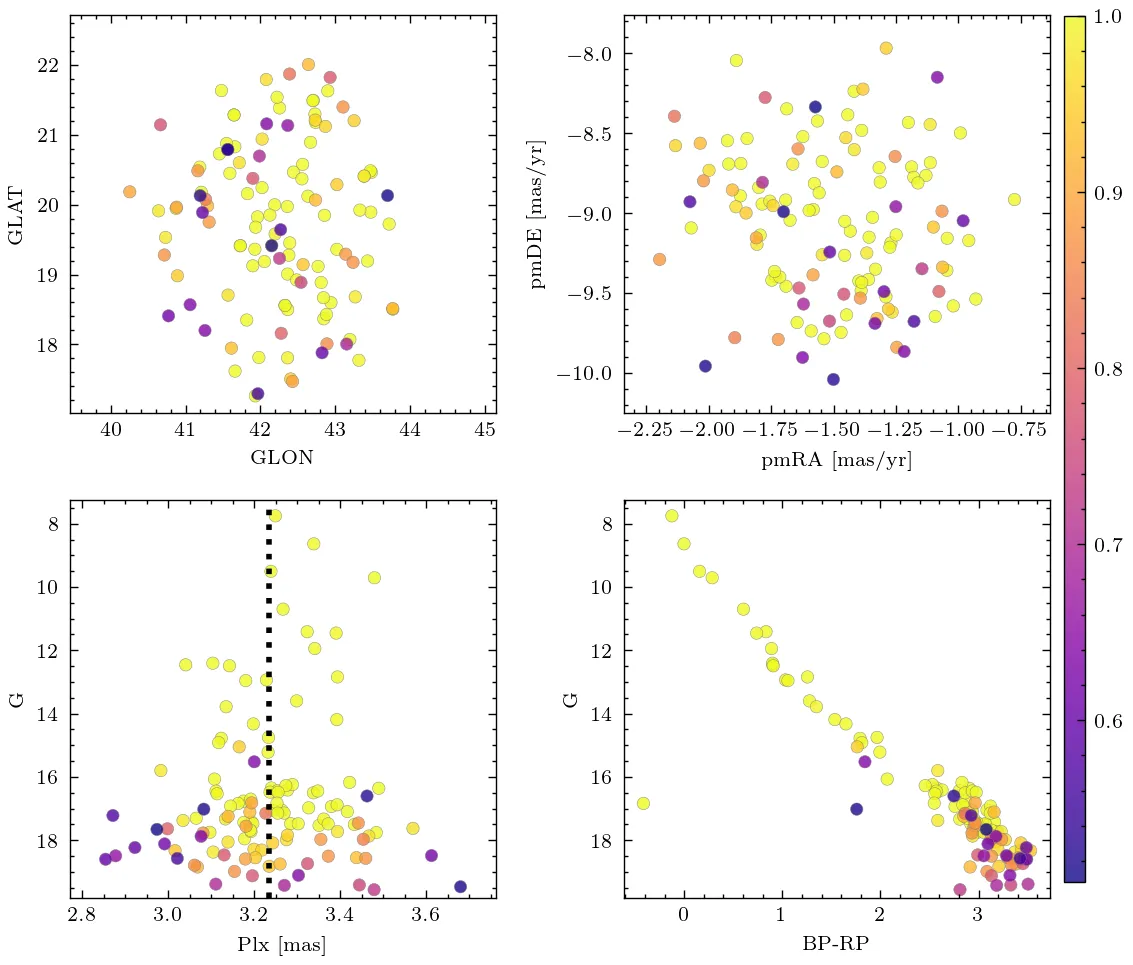 22
21
20
19
18
GLAT
40 41 42 43 44 45
GLON
−8.0
−8.5
−9.0
−9.5
−10.0
pmDE [mas/yr]
−2.25 −2.00 −1.75 −1.50 −1.25 −1.00 −0.75
pmRA [mas/yr]
1.0
0.9
0.8
0.7
0.6
8
10
12
14
16
18
G
2.8 3.0 3.2 3.4 3.6
Plx [mas]
8
10
12
14
16
18
G
0 1 2 3
BP-RP